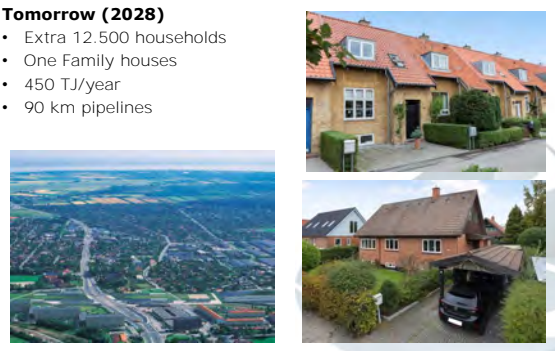 Tomorrow (2028)
• Extra 12.500 households
• One Family houses
• 450 TJ/year
• 90 km pipelines